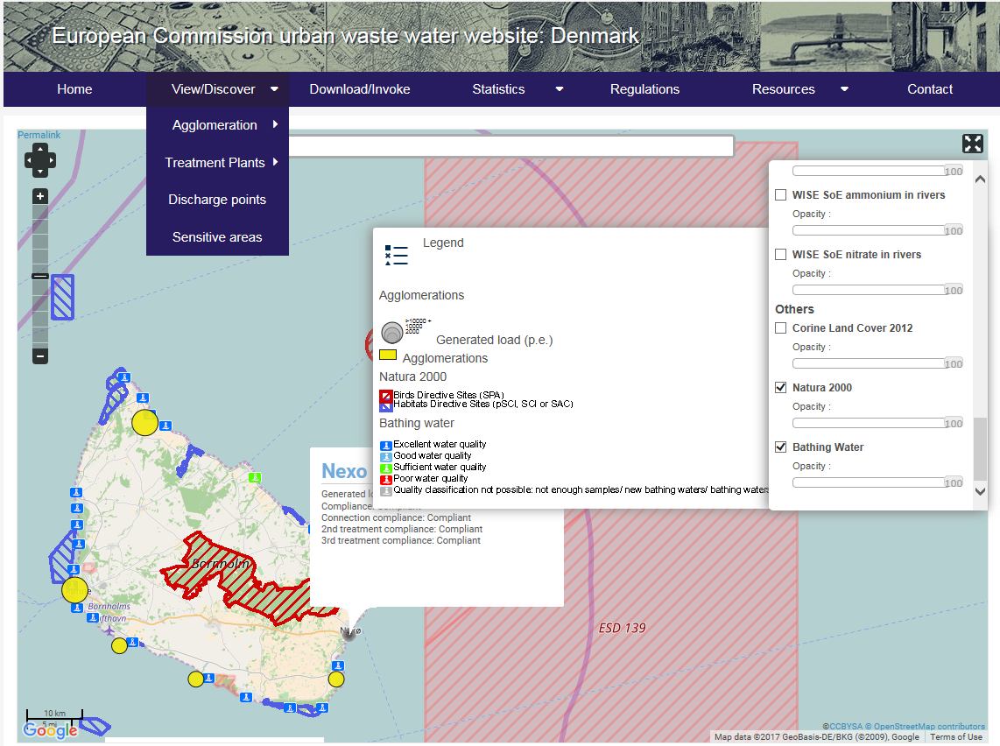 European Commission urban waste water website: Denmark
Home
View/Discover
Download/Invoke
Statistics
Regulations
Resources
Contact
Agglomeration
Treatment Plants
Discharge points
Sensitive areas
Permalink
100
WISE SoE ammonium in rivers
Opacity :
100
WISE SoE nitrate in rivers
Opacity :
100
Others
Corine Land Cover 2012
Opacity :
100
Natura 2000
Opacity :
100
Bathing Water
Opacity :
100
Legend
Agglomerations
>10000 +
10000
2000
Generated load (p.e.)
Agglomerations
Natura 2000
Birds Directive Sites (SPA)
Habitats Directive Sites (pSCI, SCI or SAC)
Bathing water
Excellent water quality
Good water quality
Sufficient water quality
Poor water quality
Quality classification not possible: not enough samples/ new bathing waters/ bathing waters
Nexo
Generated
Compliance: Compliant
Connection compliance: Compliant
2nd treatment compliance: Compliant
3rd treatment compliance: Compliant
Bornholm
Bornholms
ufthavn
ESD 139
10 km
5 mi
Google
©CCBYSA © OpenStreetMap contributors
Map data ©2017 GeoBasis-DE/BKG (©2009), Google
Terms of Use